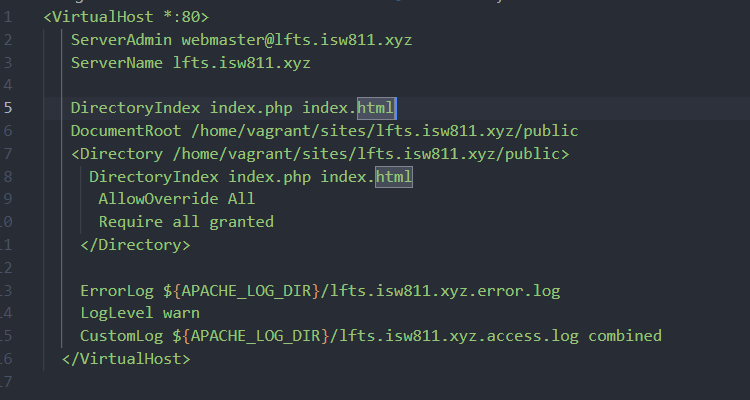 1 <VirtualHost *:80>
2 ServerAdmin webmaster@lfts.isw811.xyz
3 ServerName lfts.isw811.xyz
4
5 DirectoryIndex index.php index.html
6 DocumentRoot /home/vagrant/sites/lfts.isw811.xyz/public
7 <Directory /home/vagrant/sites/lfts.isw811.xyz/public>
8 DirectoryIndex index.php index.html
9 AllowOverride All
10 Require all granted
11 </Directory>
12
13 ErrorLog ${APACHE_LOG_DIR}/lfts.isw811.xyz.error.log
14 LogLevel warn
15 CustomLog ${APACHE_LOG_DIR}/lfts.isw811.xyz.access.log combined
16 </VirtualHost>
17